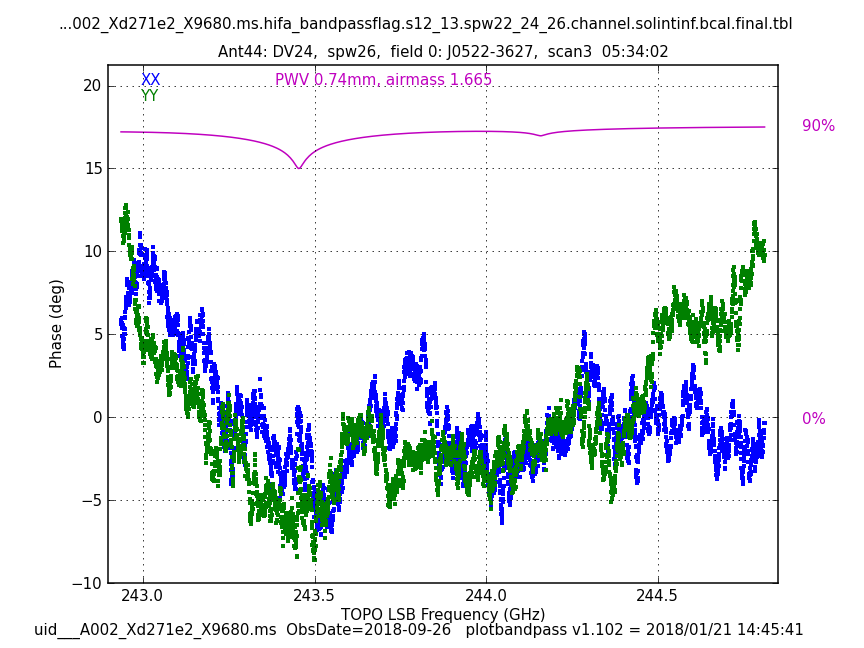 ...002_Xd271e2_X9680.ms.hifa_bandpassflag.s12_13.spw22_24_26.channel.solintinf.bcal.final.tbl
Ant44: DV24,  spw26,  field 0: J0522-3627,  scan3  05:34:02
XX
YY
PWV 0.74mm, airmass 1.665
90%
0%
20
15
10
5
0
−5
−10
Phase (deg)
243.0 243.5 244.0 244.5
TOPO LSB Frequency (GHz)
uid___A002_Xd271e2_X9680.ms  ObsDate=2018-09-26   plotbandpass v1.102 = 2018/01/21 14:45:41